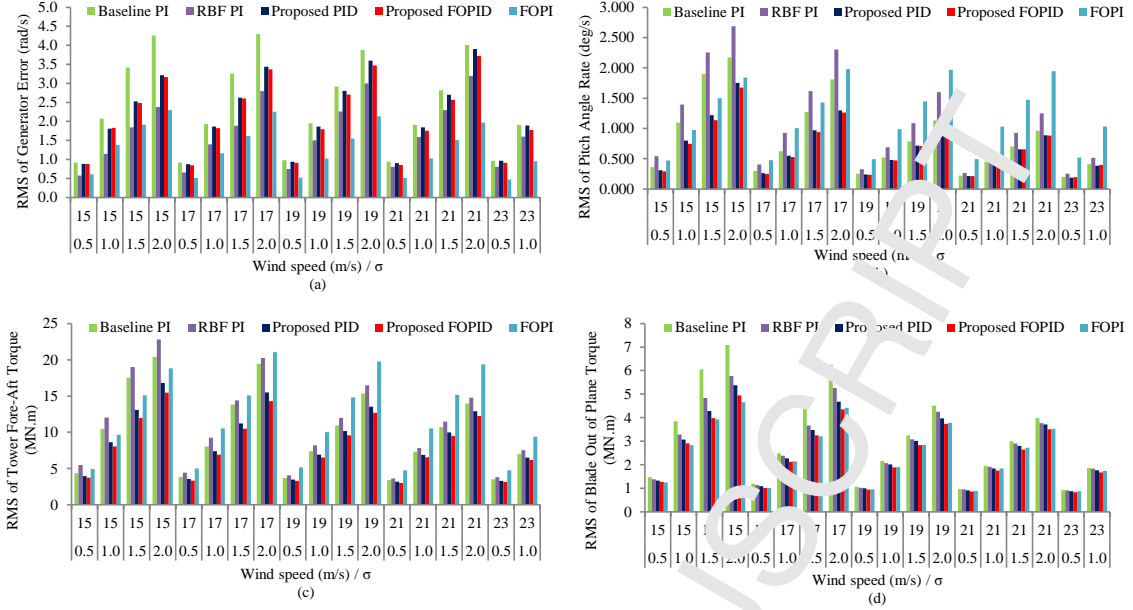 Baseline PI RBF PI Proposed PID Proposed FOPID FOPI
RMS of Generator Error (rad/s)
5.0
4.5
4.0
3.5
3.0
2.5
2.0
1.5
1.0
0.5
0.0
15 15 15 15 17 17 17 17 19 19 19 19 21 21 21 21 23 23
0.5 1.0 1.5 2.0 0.5 1.0 1.5 2.0 0.5 1.0 1.5 2.0 0.5 1.0 1.5 2.0 0.5 1.0
Wind speed (m/s) / σ
(a)
Baseline PI RBF PI Proposed PID Proposed FOPID FOPI
RMS of Pitch Angle Rate (deg/s)
3.000
2.500
2.000
1.500
1.000
0.500
0.000
15 15 15 15 17 17 17 17 19 19 21 21 21 21 23 23
0.5 1.0 1.5 2.0 0.5 1.0 1.5 2.0 0.5 1.0 1.5 0.5 1.0 1.5 2.0 0.5 1.0
Wind speed (m/s) / σ
Baseline PI RBF PI Proposed PID Proposed FOPID FOPI
RMS of Tower Fore-Aft Torque
(MN.m)
25
20
15
10
5
0
15 15 15 15 17 17 17 17 19 19 19 19 21 21 21 21 23 23
0.5 1.0 1.5 2.0 0.5 1.0 1.5 2.0 0.5 1.0 1.5 2.0 0.5 1.0 1.5 2.0 0.5 1.0
Wind speed (m/s) / σ
(c)
Baseline PI RBF PI Proposed PID Proposed FOPID FOPI
RMS of Blade Out of Plane Torque
(MN.m)
8
7
6
5
4
3
2
1
0
15 15 15 15 17 17 17 17 19 19 19 19 21 21 21 21 23 23
0.5 1.0 1.5 2.0 0.5 1.0 1.5 2.0 0.5 1.0 1.5 2.0 0.5 1.0 1.5 2.0 0.5 1.0
Wind speed (m/s) / σ
(d)